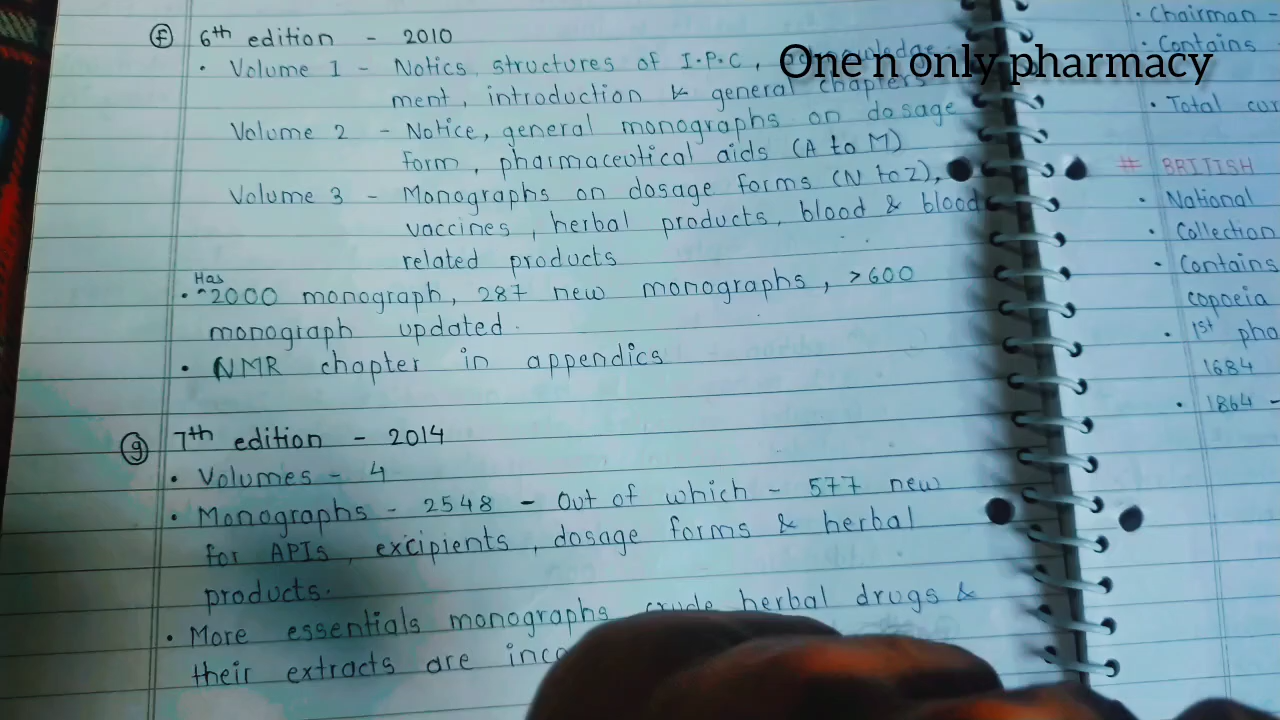 One n only pharmacy
f 6th edition - 2010
• Volume 1 - Notics, structures of I.P.C,
ment, introduction & general chapters
Volume 2 - Notice, general monographs on dosage
form, pharmaceutical aids (A to M)
Volume 3 - Monographs on dosage forms (N to Z),
vaccines, herbal products, blood & blood
related products
Has
• ^2000 monograph, 287 new monographs, >600
monograph updated.
• NMR chapter in appendics
g 7th edition - 2014
• Volumes - 4
• Monographs - 2548 - Out of which - 577 new
for APIs, excipients, dosage forms & herbal
products.
• More essentials monographs, crude herbal drugs &
their extracts are
• Chairman -
• Contains
• Total
# BRITISH
• National
• Collection
• Contains
copoeia
• 1st
1684
• 1864 -